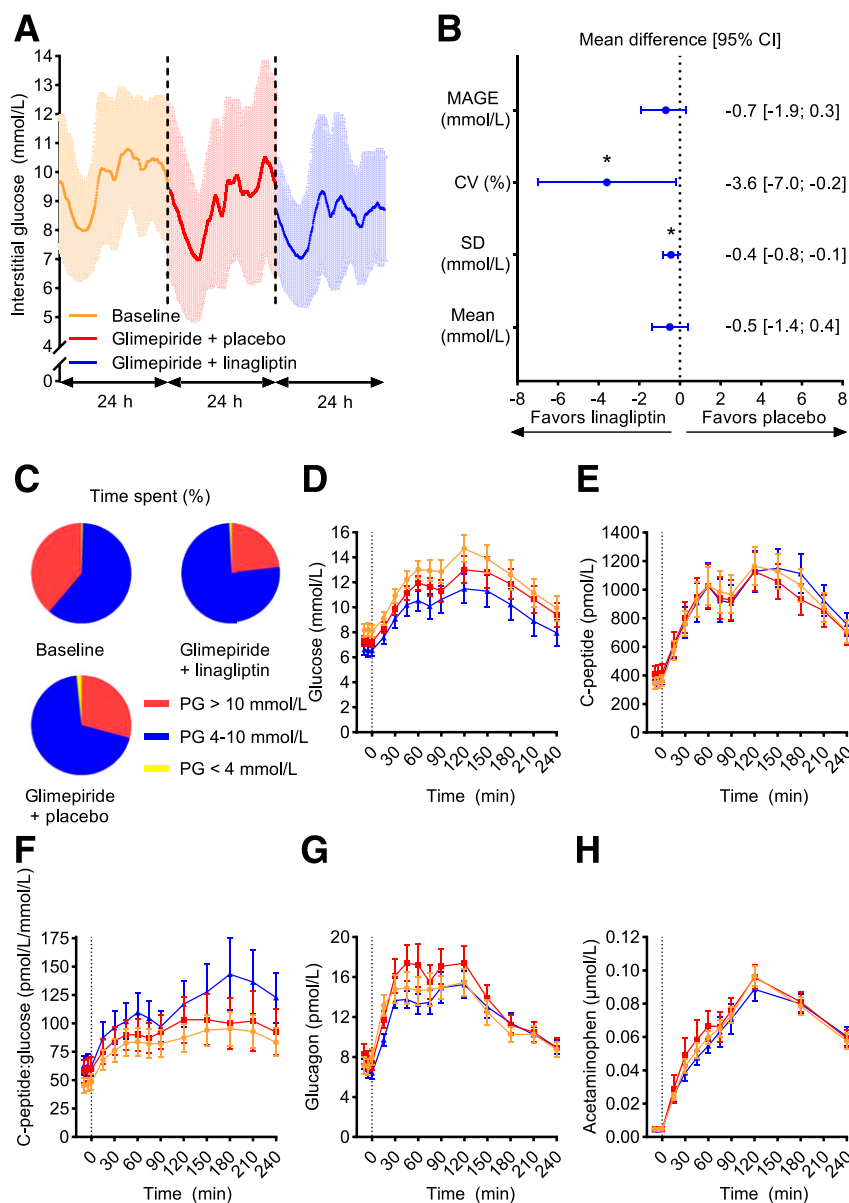 A
Interstitial glucose (mmol/L)
14
13
12
11
10
9
8
7
6
5
4
0
Baseline
Glimepiride + placebo
Glimepiride + linagliptin
24 h
24 h
24 h
B
Mean difference [95% CI]
MAGE
(mmol/L)
-0.7 [-1.9; 0.3]
CV (%)
*
-3.6 [-7.0; -0.2]
SD
(mmol/L)
*
-0.4 [-0.8; -0.1]
Mean
(mmol/L)
-0.5 [-1.4; 0.4]
-8 -6 -4 -2 0 2 4 6 8
Favors linagliptin Favors placebo
C
Time spent (%)
Baseline
Glimepiride
+ linagliptin
Glimepiride
+ placebo
PG > 10 mmol/L
PG 4-10 mmol/L
PG < 4 mmol/L
D
Glucose (mmol/L)
16
14
12
10
8
6
4
2
0
0 30 60 90 120 150 180 210 240
Time (min)
E
C-peptide (pmol/L)
1400
1200
1000
800
600
400
200
0
0 30 60 90 120 150 180 210 240
Time (min)
F
C-peptide:glucose (pmol/L/mmol/L)
175
150
125
100
75
50
25
0
0 30 60 90 120 150 180 210 240
Time (min)
G
Glucagon (pmol/L)
20
16
12
8
4
0
0 30 60 90 120 150 180 210 240
Time (min)
H
Acetaminophen (µmol/L)
0.12
0.10
0.08
0.06
0.04
0.02
0.00
0 30 60 90 120 150 180 210 240
Time (min)